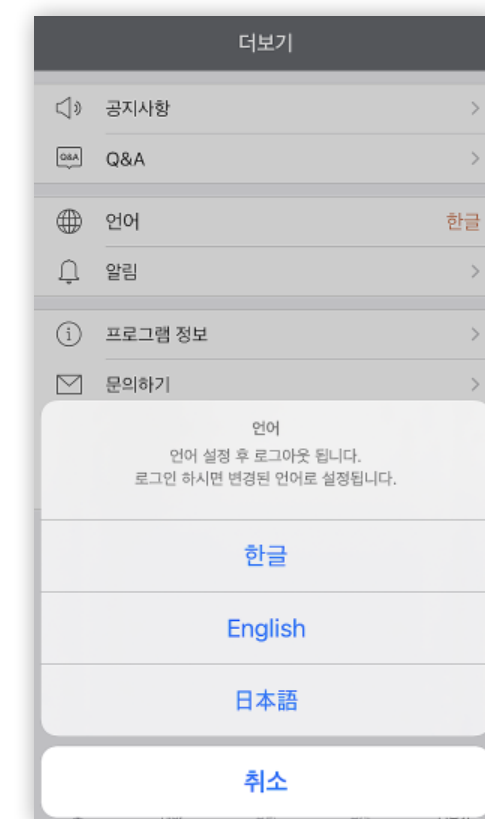 더보기
공지사항
Q&A
Q&A
언어 한글
알림
프로그램 정보
문의하기
언어
언어 설정 후 로그아웃 됩니다.
로그인 하시면 변경된 언어로 설정됩니다.
한글
English
日本語
취소